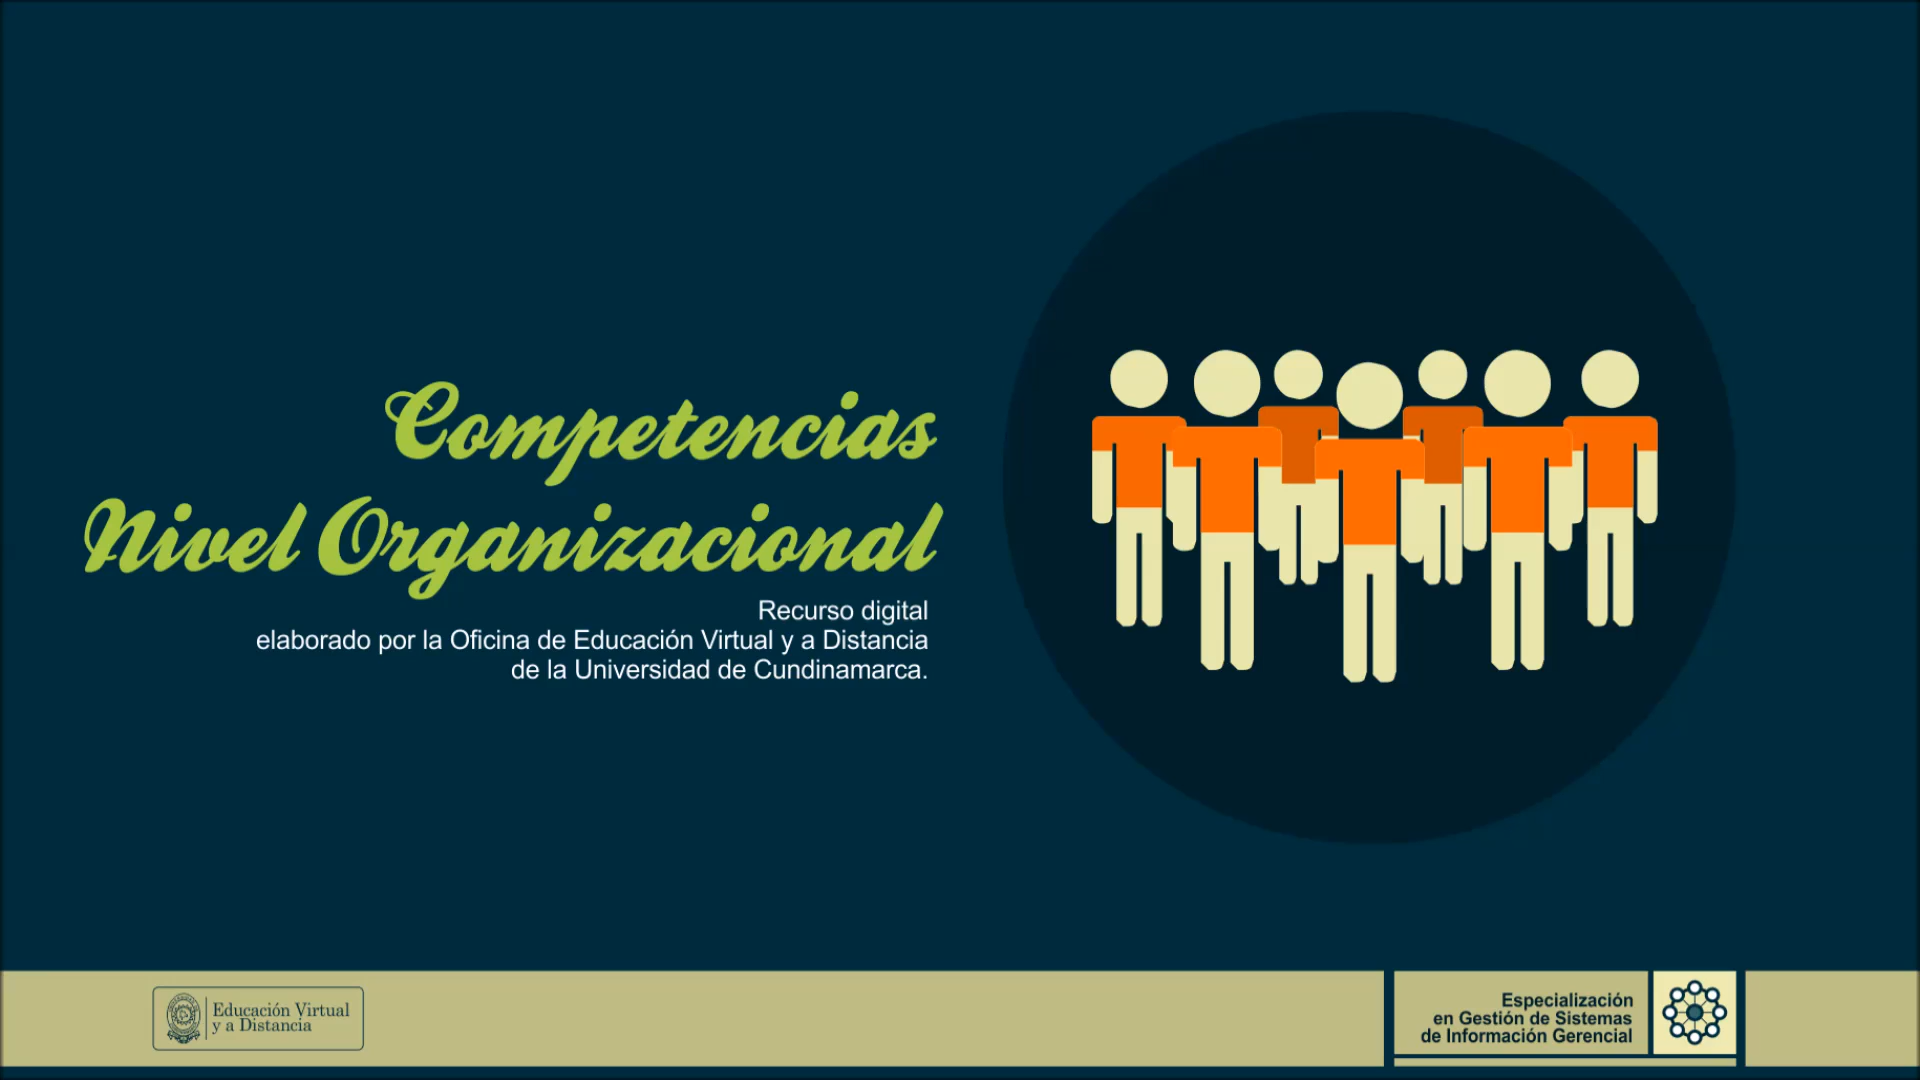 Competencias
Nivel Organizacional
Recurso digital
elaborado por la Oficina de Educación Virtual y a Distancia
de la Universidad de Cundinamarca.
Educación Virtual
y a Distancia
Especialización
en Gestión de Sistemas
de Información Gerencial